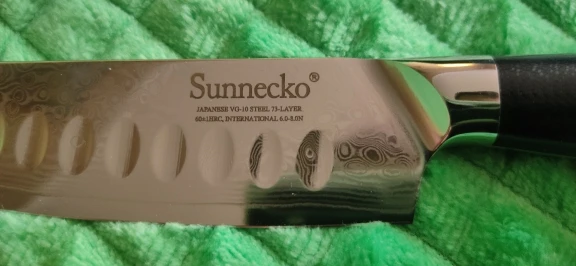 Sunnecko®
JAPANESE VG-10 STEEL 73-LAYER
60±1HRC, INTERNATIONAL 6.0-8.0N